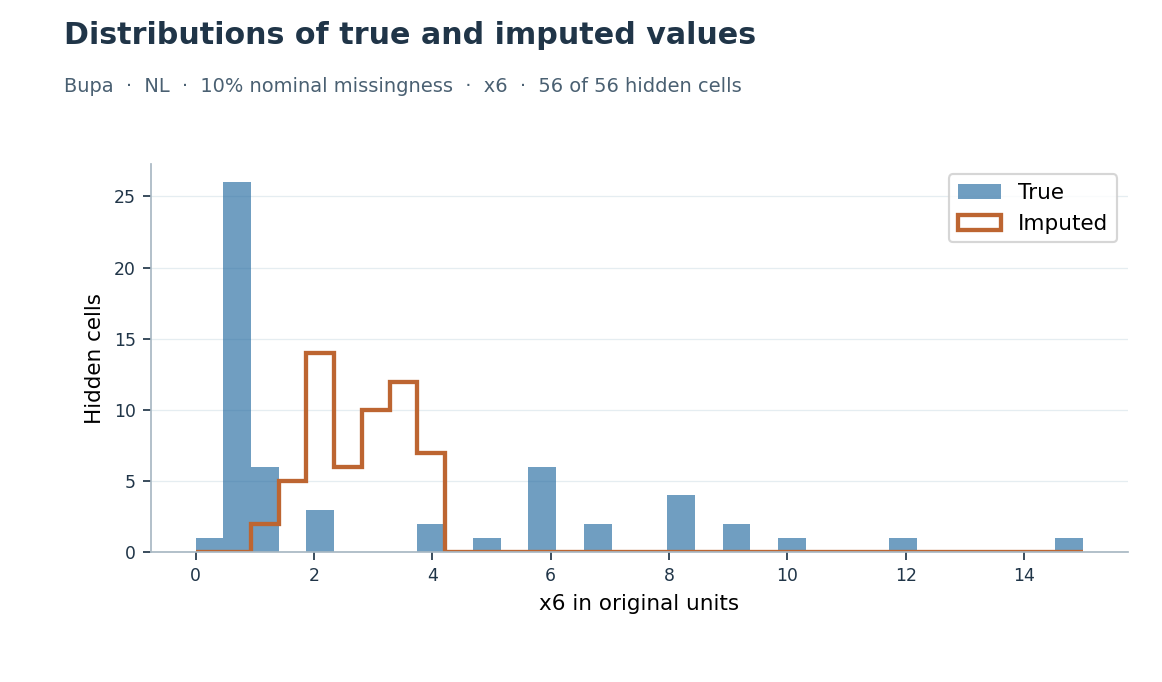 Distributions of true and imputed values
Bupa · NL · 10% nominal missingness · x6 · 56 of 56 hidden cells
True
Imputed
Hidden cells
25
20
15
10
5
0
0 2 4 6 8 10 12 14
x6 in original units